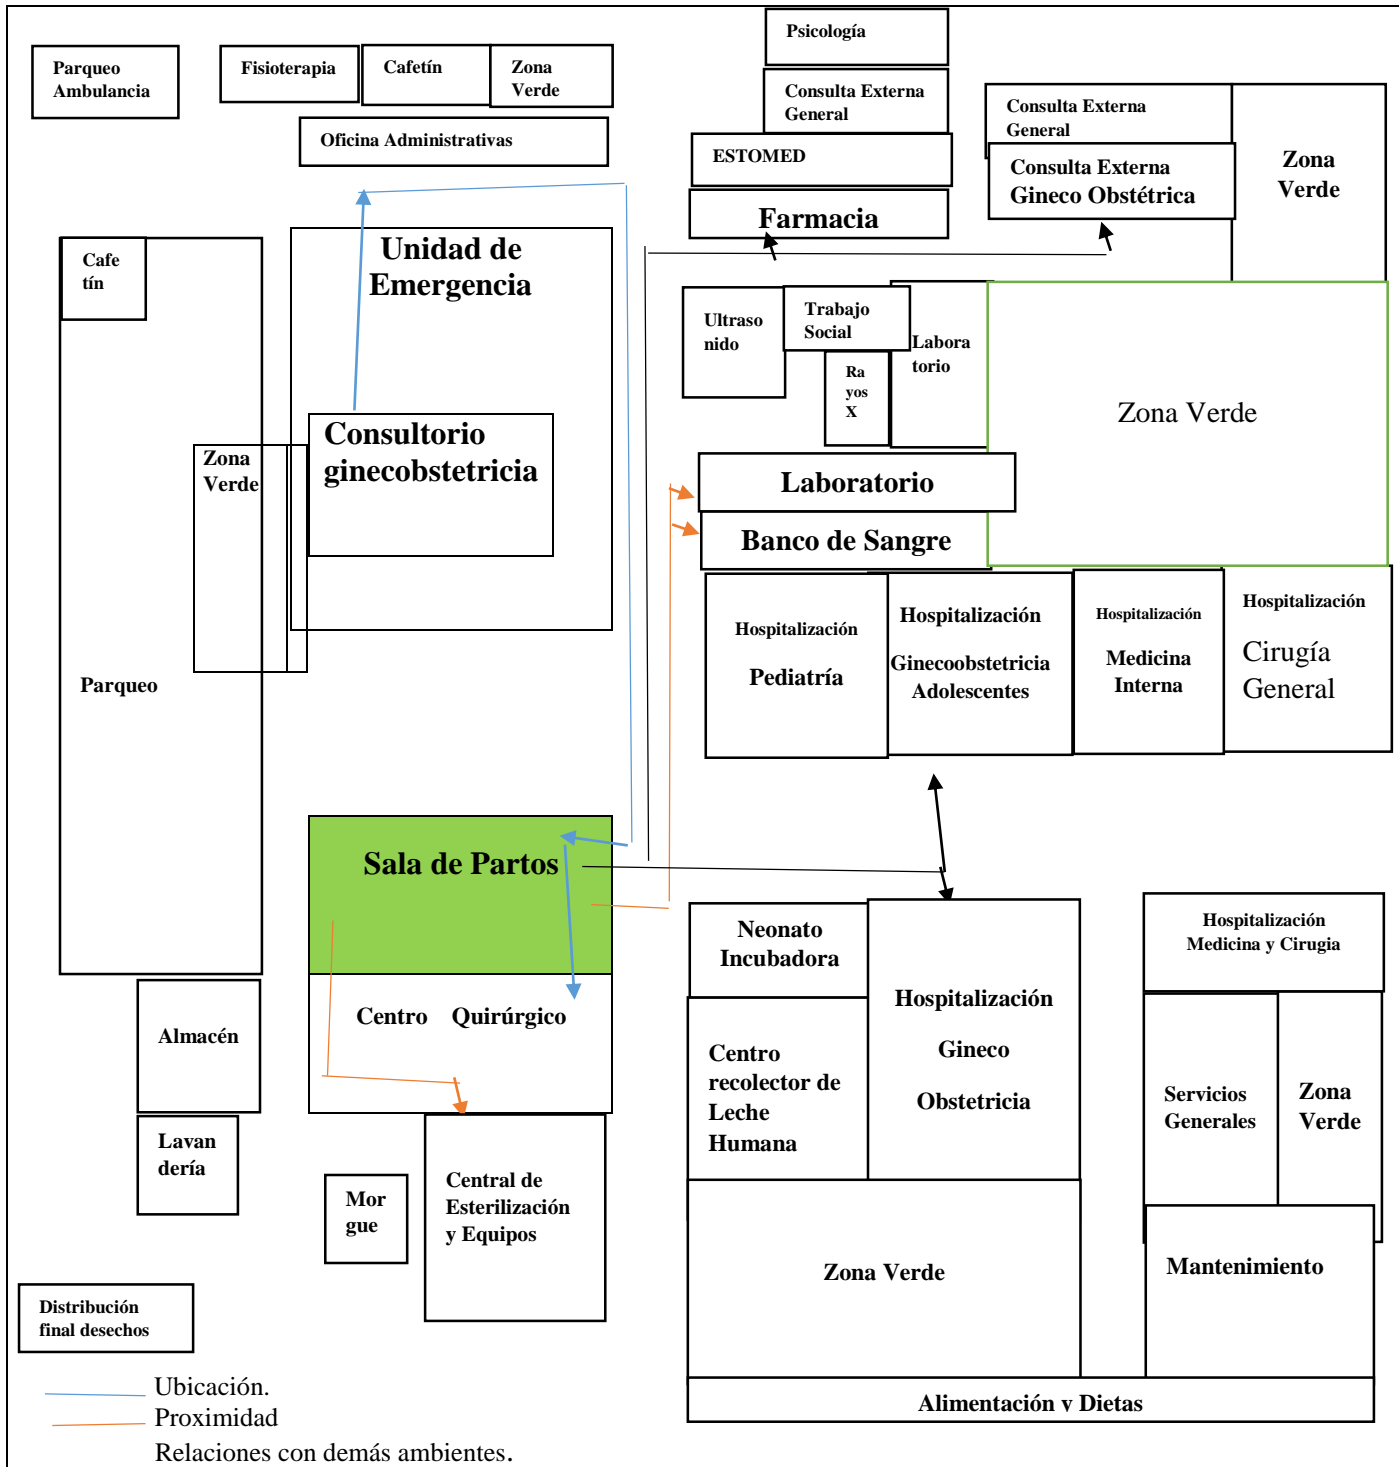 Psicología
Parqueo
Ambulancia
Fisioterapia
Cafetín
Zona
Verde
Consulta Externa
General
Consulta Externa
General
Oficina Administrativas
ESTOMED
Consulta Externa
Gineco Obstétrica
Zona
Verde
Farmacia
Cafe
tín
Unidad de
Emergencia
Ultraso
nido
Trabajo
Social
Labora
torio
Ra
yos
X
Zona Verde
Consultorio
ginecobstetricia
Zona
Verde
Laboratorio
Banco de Sangre
Parqueo
Hospitalización
Pediatría
Hospitalización
Ginecoobstetricia
Adolescentes
Hospitalización
Medicina
Interna
Hospitalización
Cirugía
General
Sala de Partos
Neonato
Incubadora
Hospitalización
Gineco
Obstetricia
Hospitalización
Medicina y Cirugia
Centro Quirúrgico
Almacén
Centro
recolector de
Leche
Humana
Servicios
Generales
Zona
Verde
Lavan
dería
Mor
gue
Central de
Esterilización
y Equipos
Zona Verde
Mantenimiento
Distribución
final desechos
Ubicación.
Proximidad
Relaciones con demás ambientes.
Alimentación v Dietas